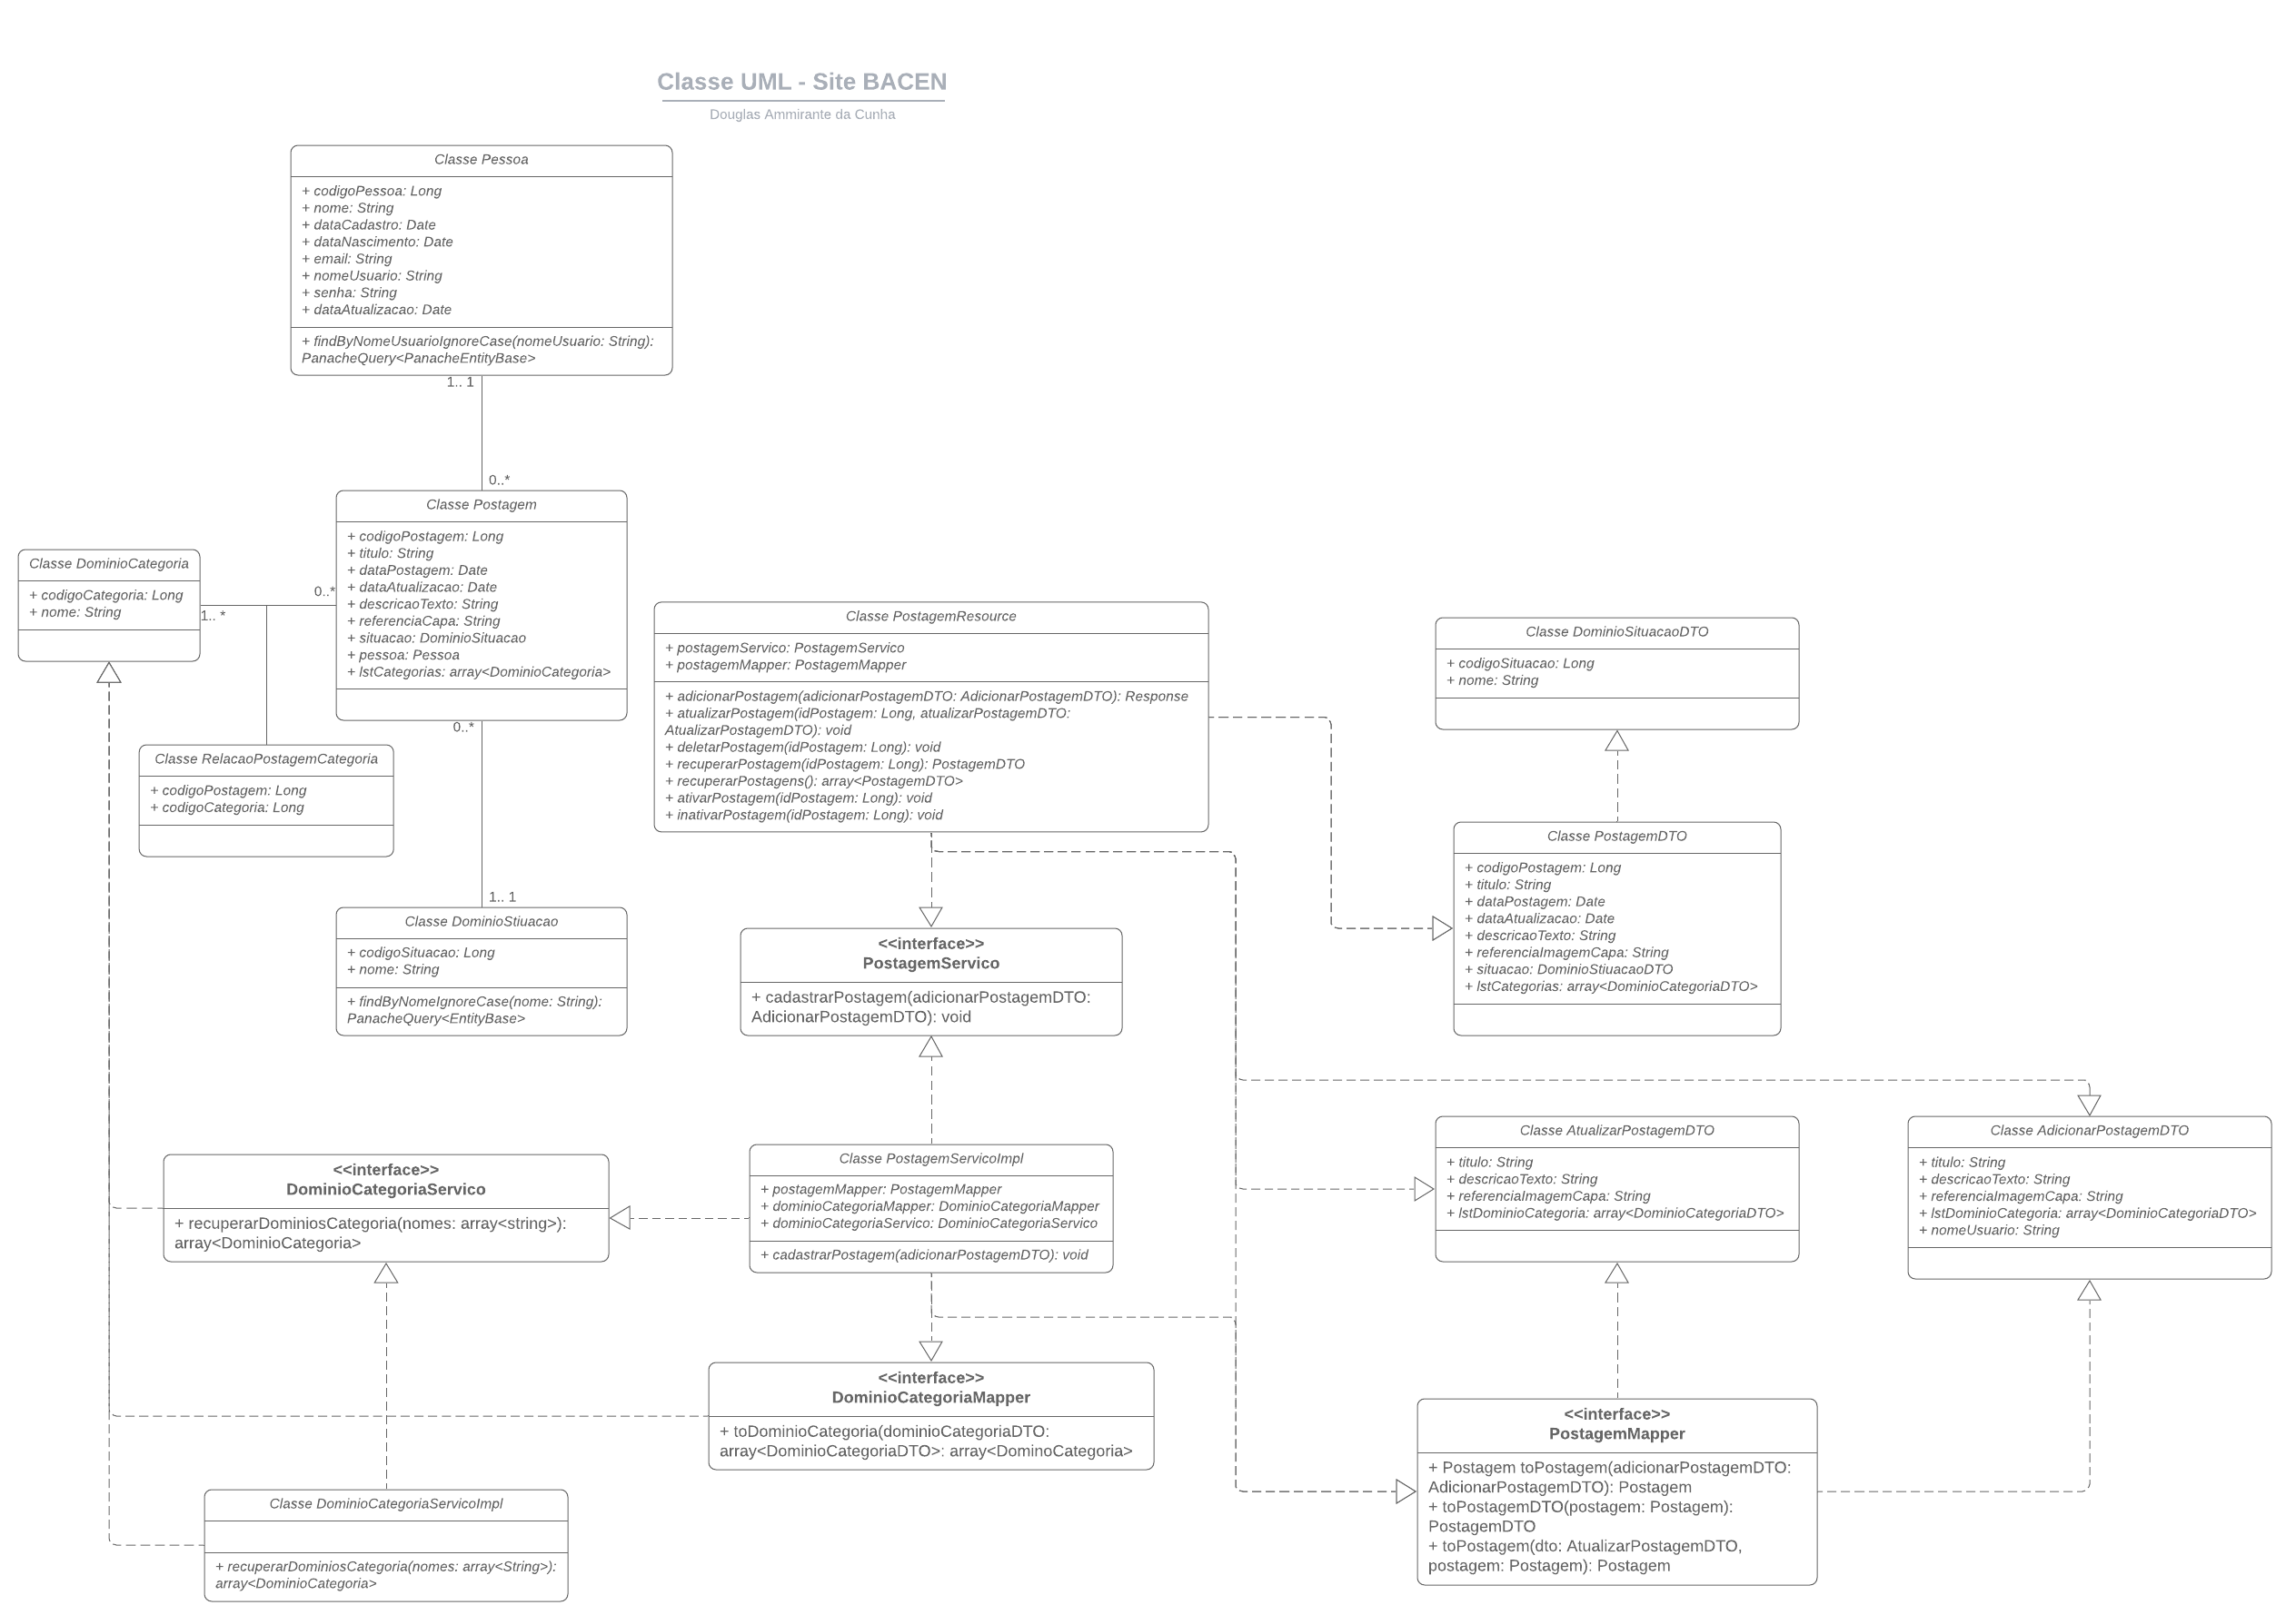 Classe UML - Site BACEN
Douglas Ammirante da Cunha
Classe Pessoa
+ codigoPessoa: Long
+ nome: String
+ dataCadastro: Date
+ dataNascimento: Date
+ email: String
+ nomeUsuario: String
+ senha: String
+ dataAtualizacao: Date
+ findByNomeUsuarioIgnoreCase(nomeUsuario: String):
PanacheQuery<PanacheEntityBase>
1.. 1
0..*
Classe Postagem
+ codigoPostagem: Long
+ titulo: String
+ dataPostagem: Date
+ dataAtualizacao: Date
+ descricaoTexto: String
+ referenciaCapa: String
+ situacao: DominioSituacao
+ pessoa: Pessoa
+ lstCategorias: array<DominioCategoria>
Classe DominioCategoria
+ codigoCategoria: Long
+ nome: String
0..*
1.. *
Classe RelacaoPostagemCategoria
+ codigoPostagem: Long
+ codigoCategoria: Long
0..*
1.. 1
Classe DominioStiuacao
+ codigoSituacao: Long
+ nome: String
+ findByNomeIgnoreCase(nome: String):
PanacheQuery<EntityBase>
Classe PostagemResource
+ postagemServico: PostagemServico
+ postagemMapper: PostagemMapper
+ adicionarPostagem(adicionarPostagemDTO: AdicionarPostagemDTO): Response
+ atualizarPostagem(idPostagem: Long, atualizarPostagemDTO:
AtualizarPostagemDTO): void
+ deletarPostagem(idPostagem: Long): void
+ recuperarPostagem(idPostagem: Long): PostagemDTO
+ recuperarPostagens(): array<PostagemDTO>
+ ativarPostagem(idPostagem: Long): void
+ inativarPostagem(idPostagem: Long): void
Classe DominioSituacaoDTO
+ codigoSituacao: Long
+ nome: String
Classe PostagemDTO
+ codigoPostagem: Long
+ titulo: String
+ dataPostagem: Date
+ dataAtualizacao: Date
+ descricaoTexto: String
+ referenciaImagemCapa: String
+ situacao: DominioStiuacaoDTO
+ lstCategorias: array<DominioCategoriaDTO>
<<interface>>
PostagemServico
+ cadastrarPostagem(adicionarPostagemDTO:
AdicionarPostagemDTO): void
<<interface>>
DominioCategoriaServico
+ recuperarDominiosCategoria(nomes: array<string>):
array<DominioCategoria>
Classe PostagemServicoImpl
+ postagemMapper: PostagemMapper
+ dominioCategoriaMapper: DominioCategoriaMapper
+ dominioCategoriaServico: DominioCategoriaServico
+ cadastrarPostagem(adicionarPostagemDTO): void
Classe AtualizarPostagemDTO
+ titulo: String
+ descricaoTexto: String
+ referenciaImagemCapa: String
+ lstDominioCategoria: array<DominioCategoriaDTO>
Classe AdicionarPostagemDTO
+ titulo: String
+ descricaoTexto: String
+ referenciaImagemCapa: String
+ lstDominioCategoria: array<DominioCategoriaDTO>
+ nomeUsuario: String
<<interface>>
DominioCategoriaMapper
+ toDominioCategoria(dominioCategoriaDTO:
array<DominioCategoriaDTO>: array<DominoCategoria>
<<interface>>
PostagemMapper
+ Postagem toPostagem(adicionarPostagemDTO:
AdicionarPostagemDTO): Postagem
+ toPostagemDTO(postagem: Postagem):
PostagemDTO
+ toPostagem(dto: AtualizarPostagemDTO,
postagem: Postagem): Postagem
Classe DominioCategoriaServicoImpl
+ recuperarDominiosCategoria(nomes: array<String>):
array<DominioCategoria>